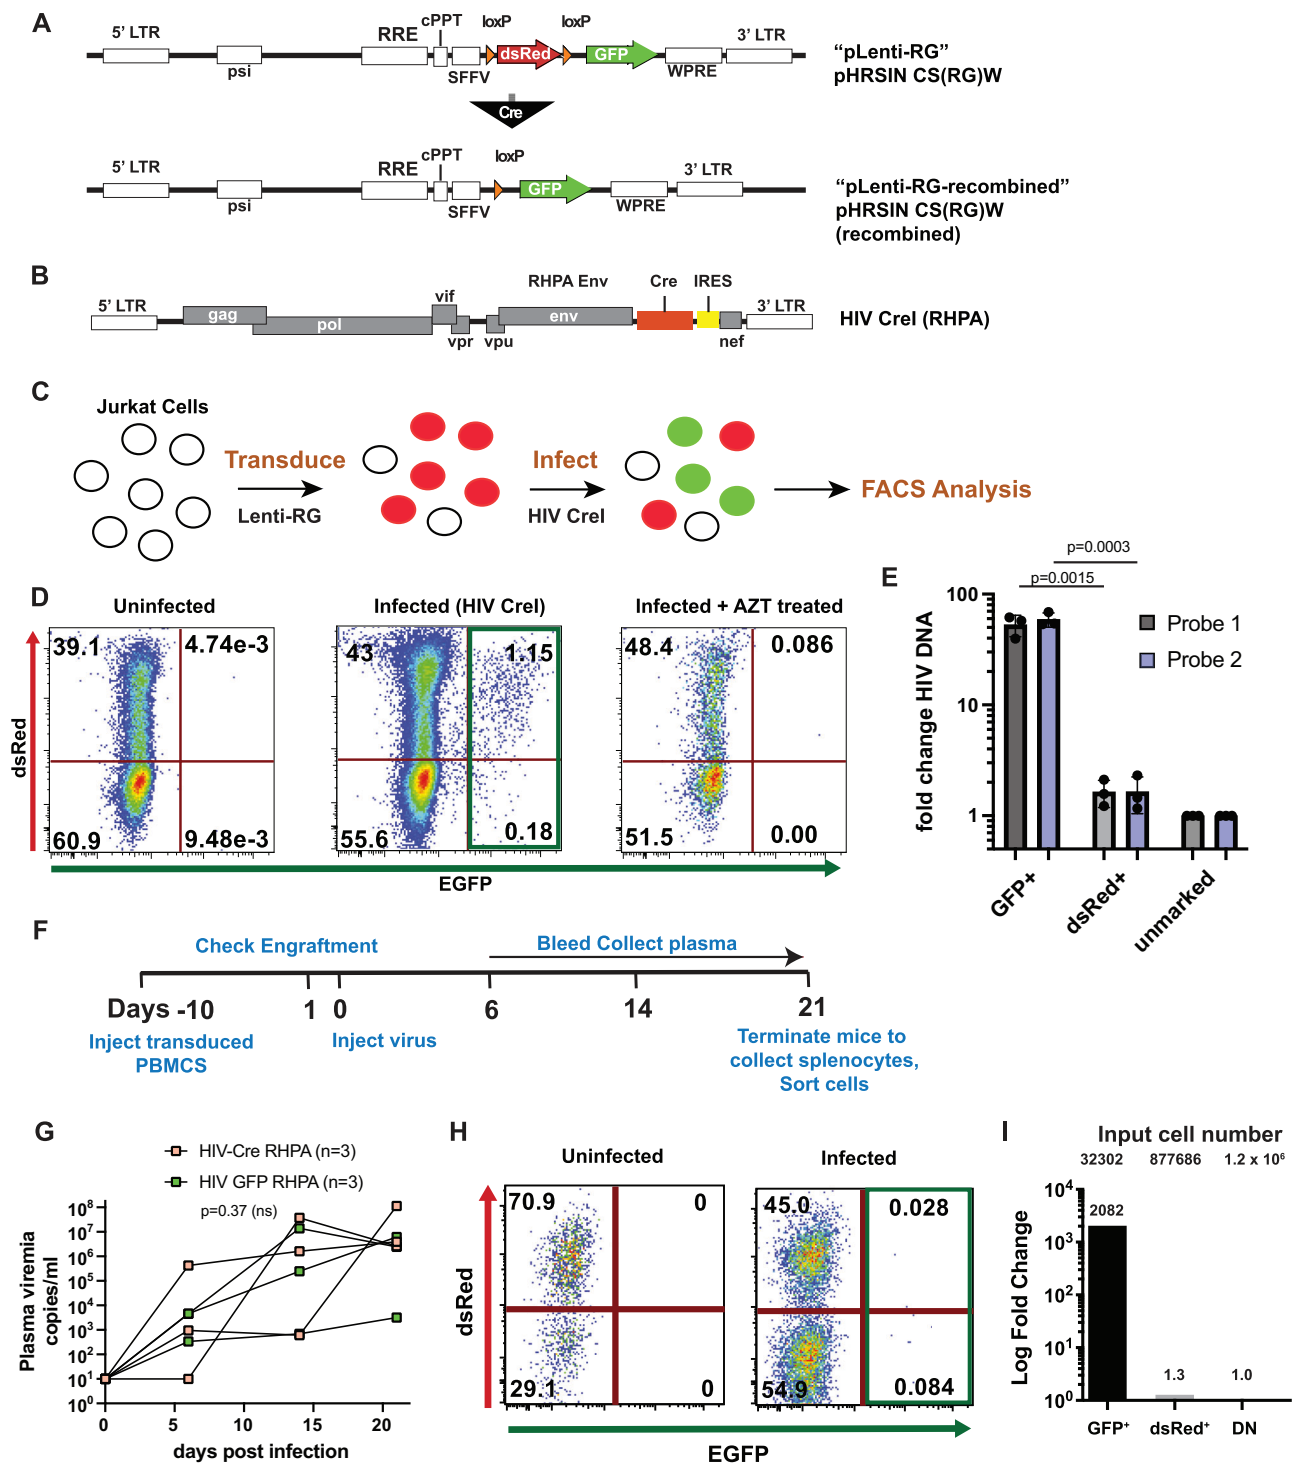 A
5’ LTR
psi
RRE
cPPT
SFFV
loxP
dsRed
loxP
GFP
WPRE
3’ LTR
“pLenti-RG”
pHRSIN CS(RG)W
Cre
5’ LTR
psi
RRE
cPPT
SFFV
loxP
GFP
WPRE
3’ LTR
“pLenti-RG-recombined”
pHRSIN CS(RG)W
(recombined)
B
5’ LTR
gag
pol
vif
vpr
vpu
RHPA Env
env
Cre
IRES
nef
3’ LTR
HIV CreI (RHPA)
C
Jurkat Cells
Transduce
Lenti-RG
Infect
HIV CreI
FACS Analysis
D
Uninfected
Infected (HIV CreI)
Infected + AZT treated
39.1
4.74e-3
60.9
9.48e-3
43
1.15
55.6
0.18
48.4
0.086
51.5
0.00
dsRed
EGFP
E
p=0.0003
p=0.0015
fold change HIV DNA
100
10
1
Probe 1
Probe 2
GFP+
dsRed+
unmarked
F
Check Engraftment
Bleed Collect plasma
Days -10
1
0
6
14
21
Inject transduced
PBMCS
Inject virus
Terminate mice to
collect splenocytes,
Sort cells
G
HIV-Cre RHPA (n=3)
HIV GFP RHPA (n=3)
p=0.37 (ns)
Plasma viremia
copies/ml
10⁸
10⁷
10⁶
10⁵
10⁴
10³
10²
10¹
10⁰
0
5
10
15
20
days post infection
H
Uninfected
Infected
70.9
0
29.1
0
45.0
0.028
54.9
0.084
dsRed
EGFP
I
Input cell number
32302
877686
1.2 x 10⁶
Log Fold Change
10⁴
10³
10²
10¹
10⁰
2082
1.3
1.0
GFP⁺
dsRed⁺
DN